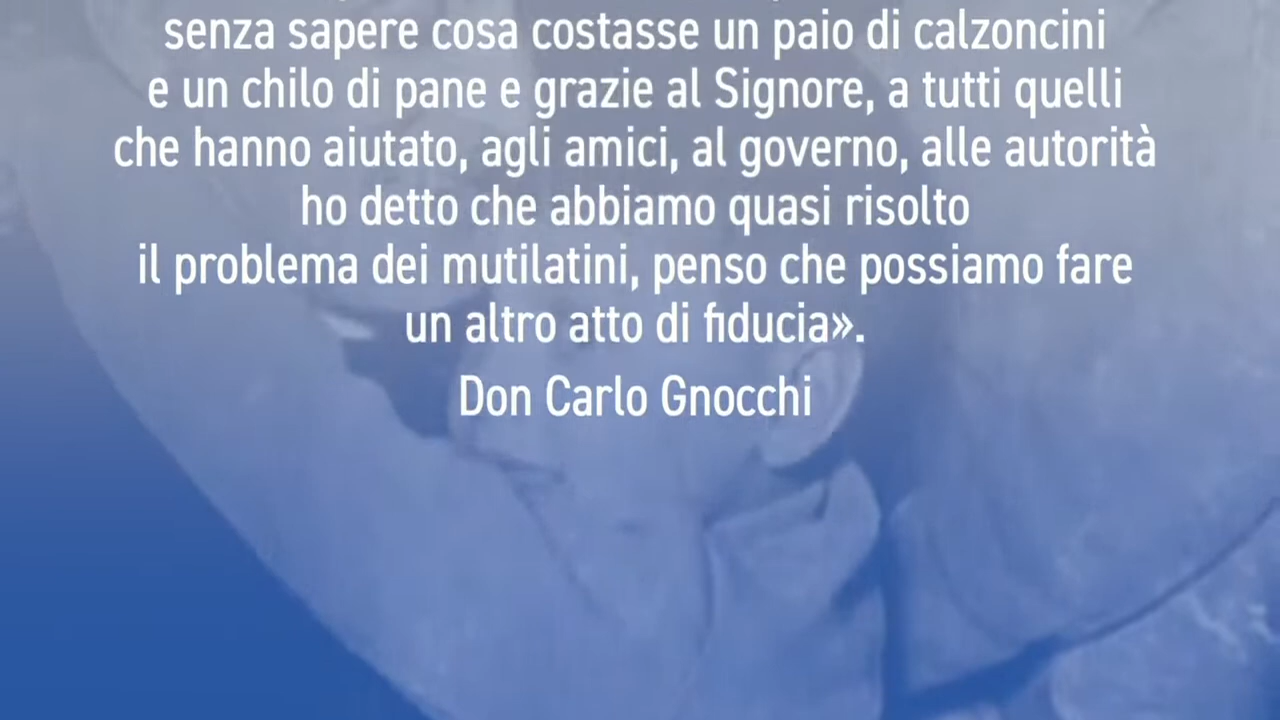 senza sapere cosa costasse un paio di calzoncini
e un chilo di pane e grazie al Signore, a tutti quelli
che hanno aiutato, agli amici, al governo, alle autorità
ho detto che abbiamo quasi risolto
il problema dei mutilatini, penso che possiamo fare
un altro atto di fiducia».
Don Carlo Gnocchi